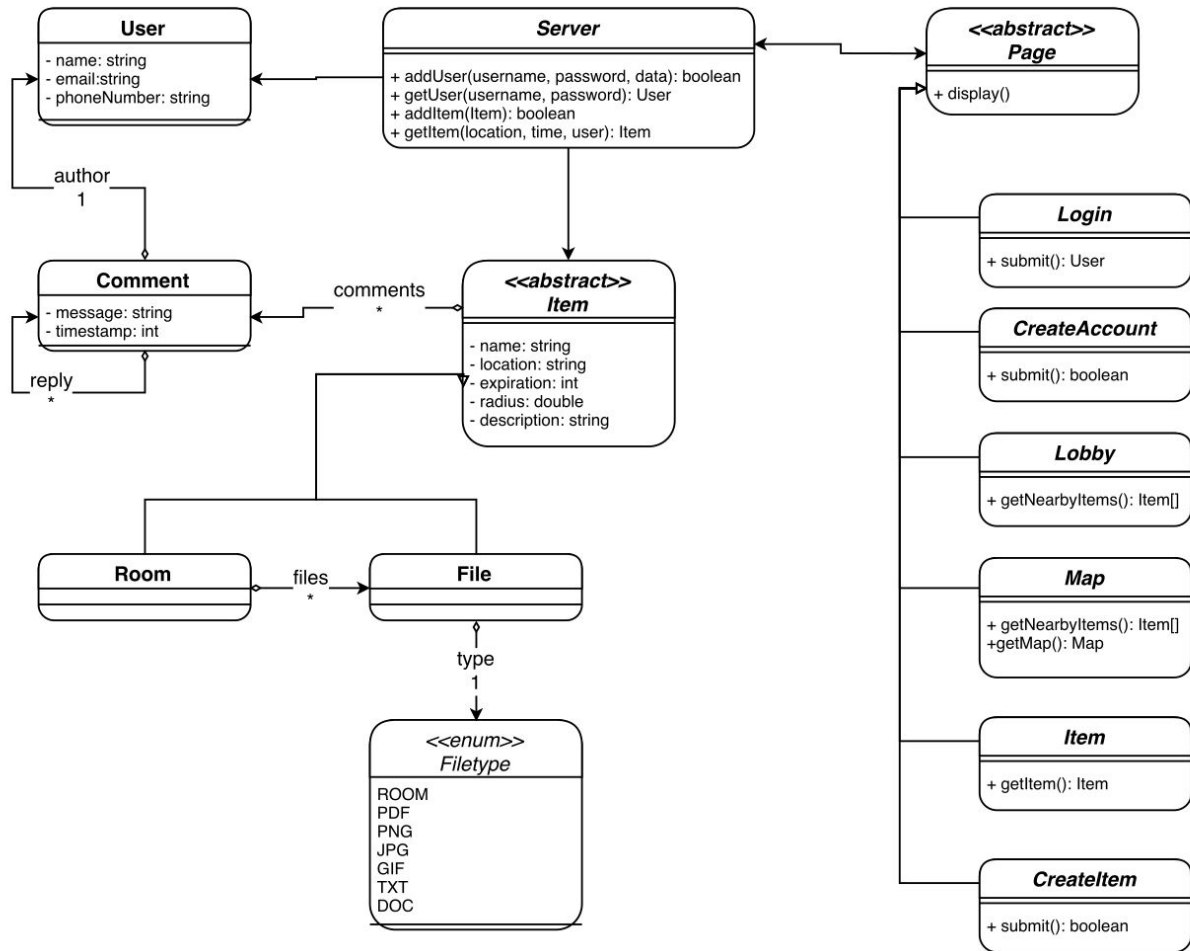 User
- name: string
- email:string
- phoneNumber: string
Server
+ addUser(username, password, data): boolean
+ getUser(username, password): User
+ addItem(Item): boolean
+ getItem(location, time, user): Item
<<abstract>>
Page
+ display()
author
1
Login
+ submit(): User
Comment
- message: string
- timestamp: int
comments
*
<<abstract>>
Item
- name: string
- location: string
- expiration: int
- radius: double
- description: string
reply
*
CreateAccount
+ submit(): boolean
Lobby
+ getNearbyItems(): Item[]
Room
files
*
File
Map
+ getNearbyItems(): Item[]
+getMap(): Map
type
1
<<enum>>
Filetype
ROOM
PDF
PNG
JPG
GIF
TXT
DOC
Item
+ getItem(): Item
CreateItem
+ submit(): boolean